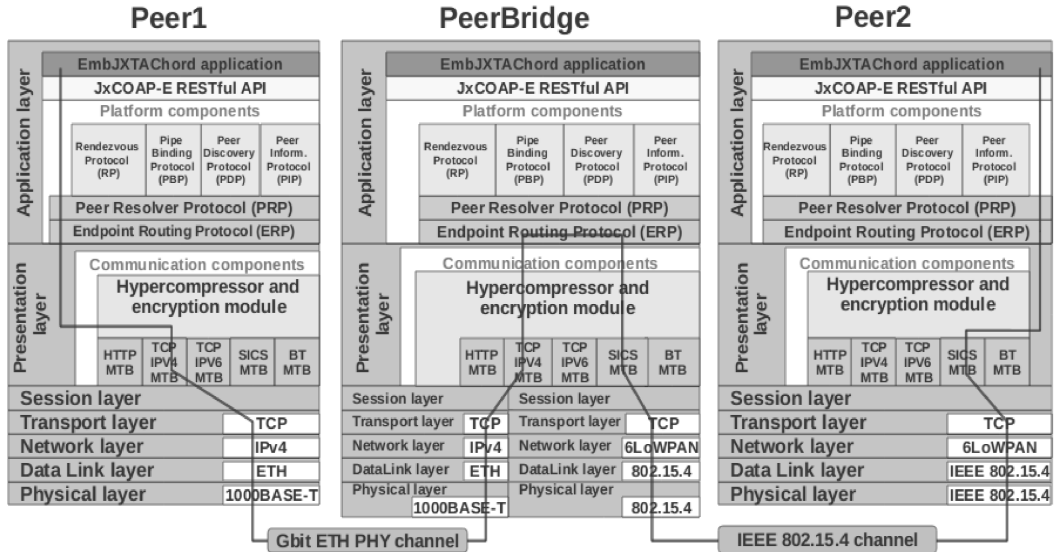 Peer1
EmbJXTAChord application
JxCOAP-E RESTful API
Platform components
Application layer
Rendezvous
Protocol
(RP)
Pipe
Binding
Protocol
(PBP)
Peer
Discovery
Protocol
(PDP)
Peer
Inform.
Protocol
(PIP)
Peer Resolver Protocol (PRP)
Endpoint Routing Protocol (ERP)
Presentation
layer
Communication components
Hypercompressor and
encryption module
HTTP
MTB
TCP
IPV4
MTB
TCP
IPV6
MTB
SICS
MTB
BT
MTB
Session layer
Transport layer
TCP
Network layer
IPv4
Data Link layer
ETH
Physical layer
1000BASE-T
PeerBridge
EmbJXTAChord application
JxCOAP-E RESTful API
Platform components
Application layer
Rendezvous
Protocol
(RP)
Pipe
Binding
Protocol
(PBP)
Peer
Discovery
Protocol
(PDP)
Peer
Inform.
Protocol
(PIP)
Peer Resolver Protocol (PRP)
Endpoint Routing Protocol (ERP)
Presentation
layer
Communication components
Hypercompressor and
encryption module
HTTP
MTB
TCP
IPV4
MTB
TCP
IPV6
MTB
SICS
MTB
BT
MTB
Session layer
Transport layer
TCP
Network layer
IPv4
DataLink layer
ETH
Physical layer
1000BASE-T
Session layer
Transport layer
TCP
Network layer
6LoWPAN
DataLink layer
802.15.4
Physical layer
802.15.4
Peer2
EmbJXTAChord application
JxCOAP-E RESTful API
Platform components
Application layer
Rendezvous
Protocol
(RP)
Pipe
Binding
Protocol
(PBP)
Peer
Discovery
Protocol
(PDP)
Peer
Inform.
Protocol
(PIP)
Peer Resolver Protocol (PRP)
Endpoint Routing Protocol (ERP)
Presentation
layer
Communication components
Hypercompressor and
encryption module
HTTP
MTB
TCP
IPV4
MTB
TCP
IPV6
MTB
SICS
MTB
BT
MTB
Session layer
Transport layer
TCP
Network layer
6LoWPAN
Data Link layer
IEEE 802.15.4
Physical layer
IEEE 802.15.4
Gbit ETH PHY channel
IEEE 802.15.4 channel